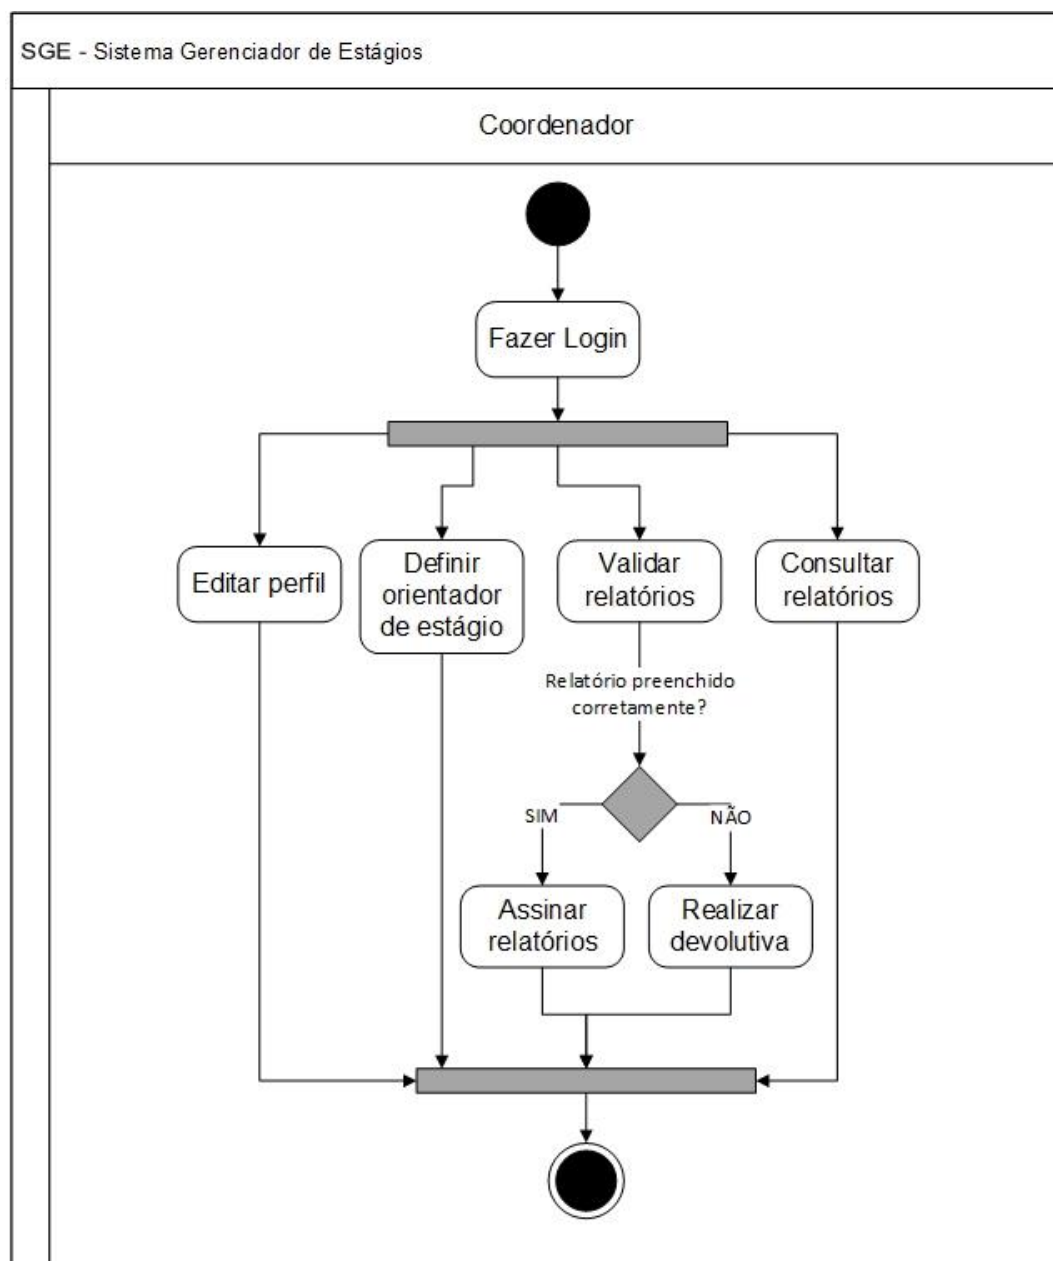 SGE - Sistema Gerenciador de Estágios
Coordenador
Fazer Login
Editar perfil
Definir
orientador
de estágio
Validar
relatórios
Consultar
relatórios
Relatório preenchido
corretamente?
SIM
NÃO
Assinar
relatórios
Realizar
devolutiva